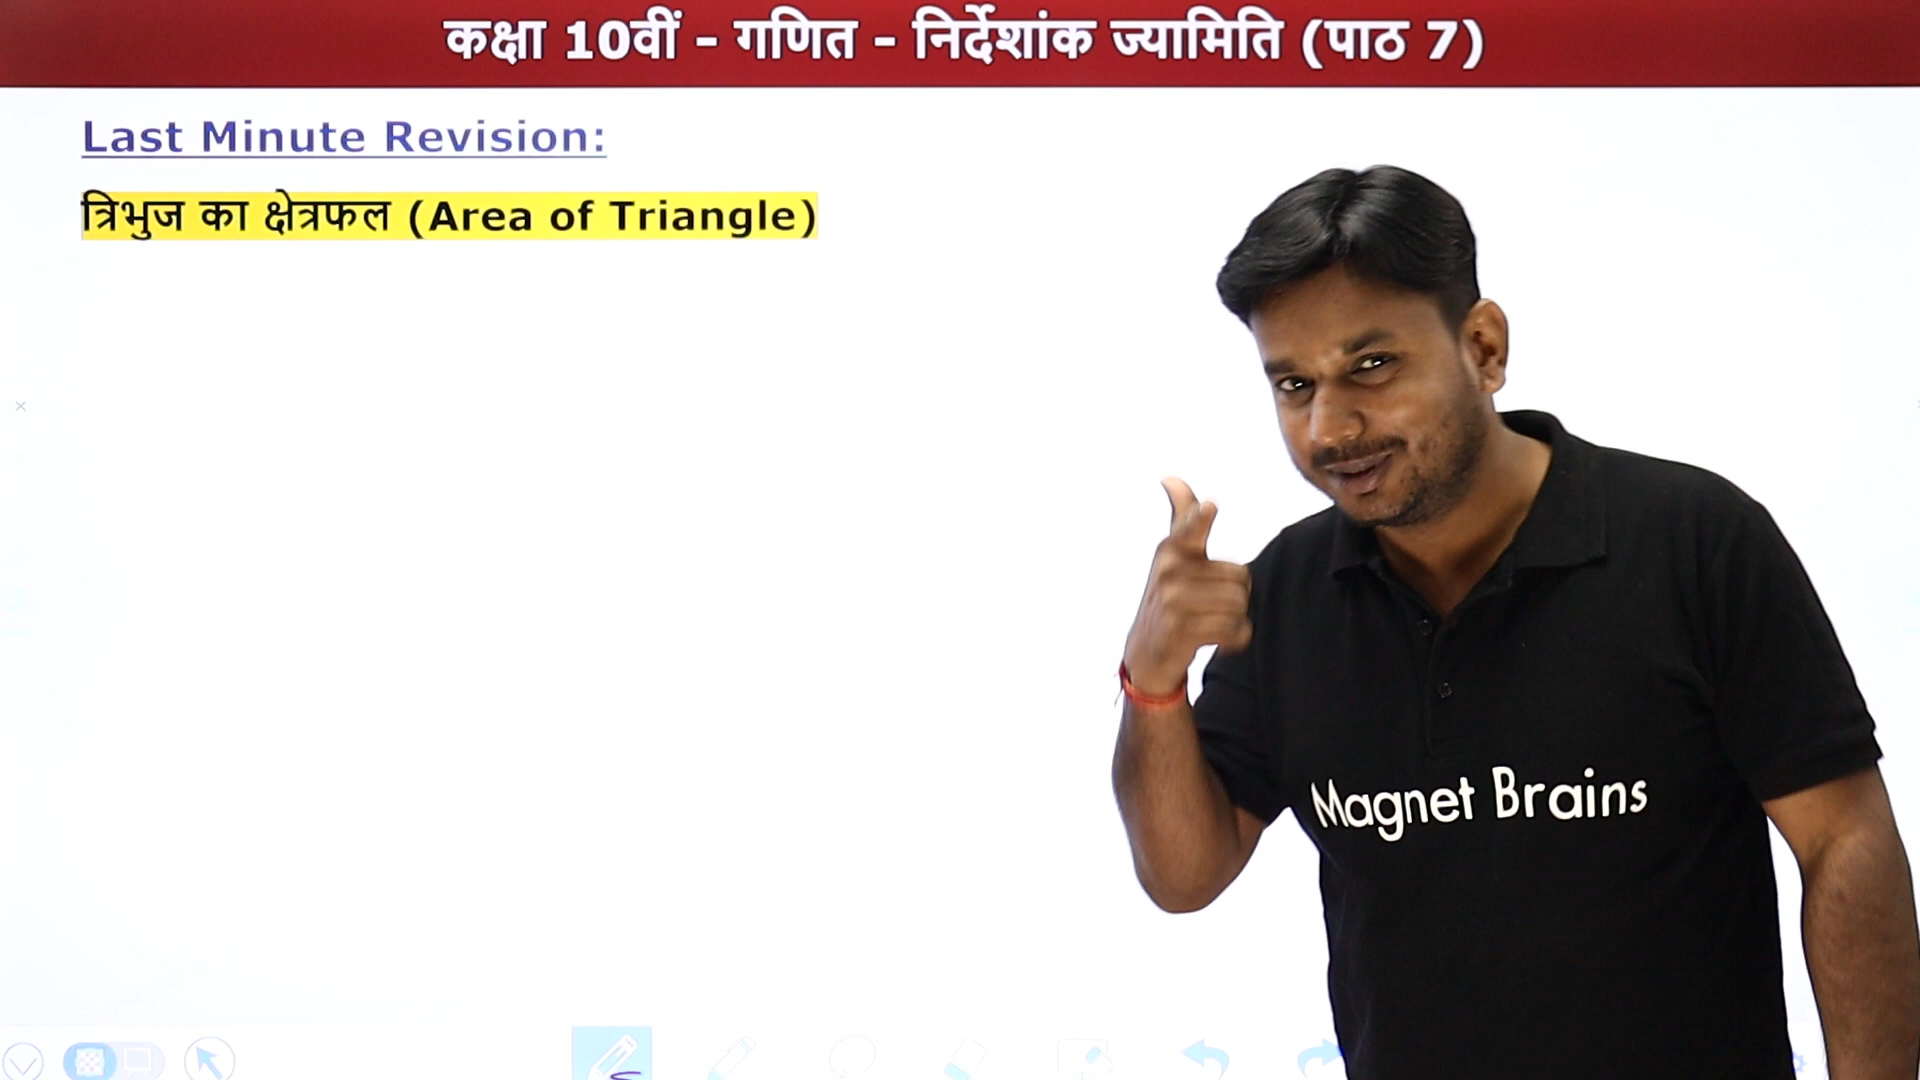 कक्षा 10वीं - गणित - निर्देशांक ज्यामिति (पाठ 7)
Last Minute Revision:
त्रिभुज का क्षेत्रफल (Area of Triangle)
Magnet Brains